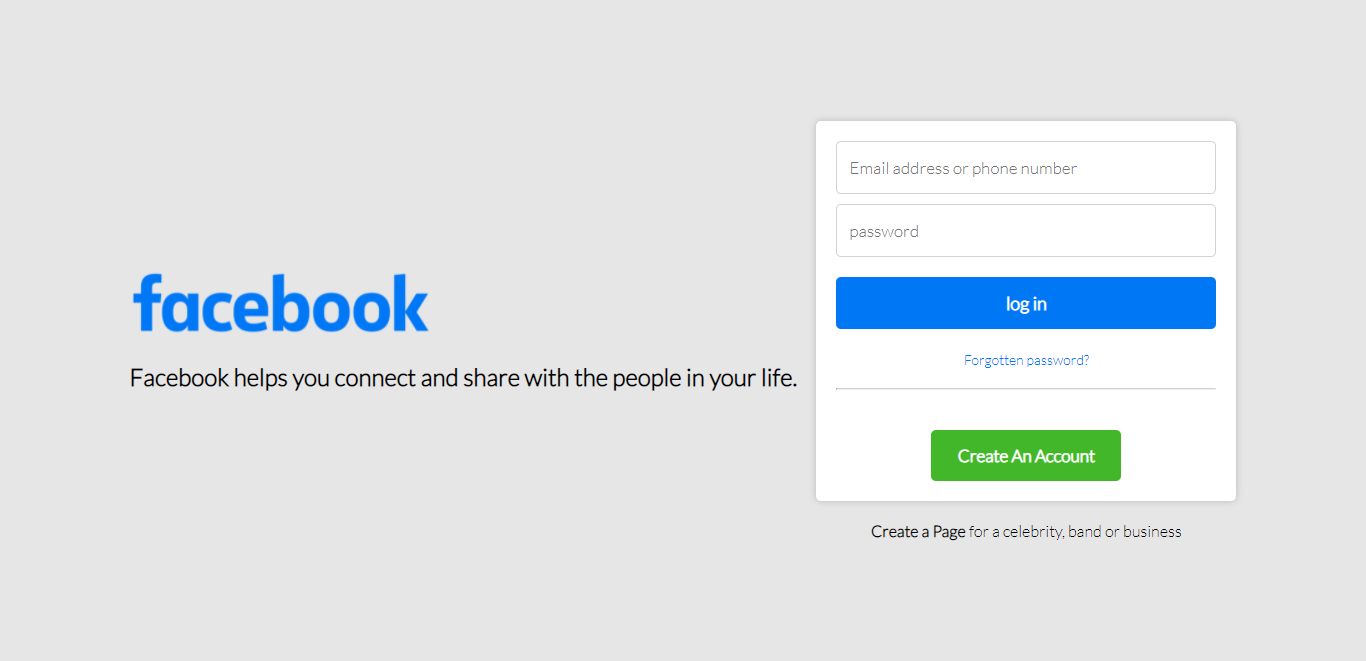 facebook
Facebook helps you connect and share with the people in your life.
Email address or phone number
password
log in
Forgotten password?
Create An Account
Create a Page for a celebrity, band or business